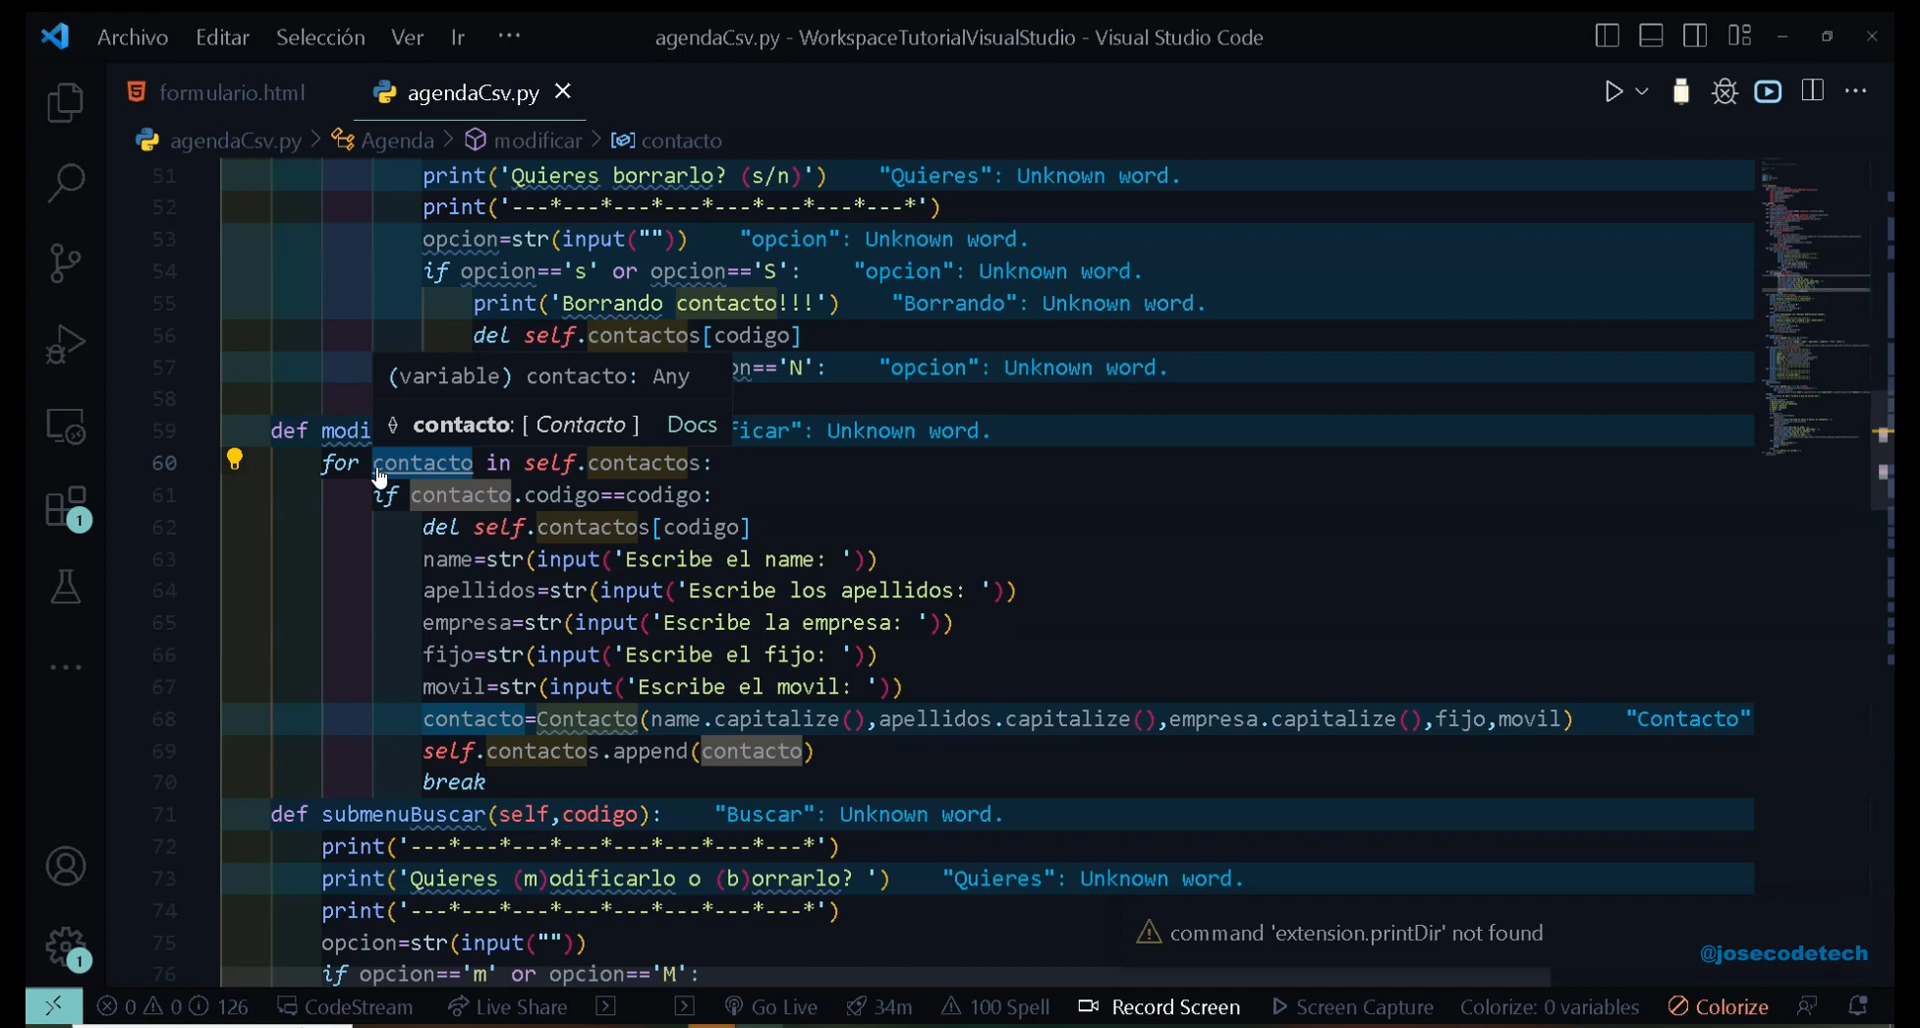 Archivo Editar Selección Ver Ir ··· agendaCsv.py - WorkspaceTutorialVisualStudio - Visual Studio Code
formulario.html agendaCsv.py
agendaCsv.py > Agenda > modificar > contacto
51 print('Quieres borrarlo? (s/n)') "Quieres": Unknown word.
52 print('---*---*---*---*---*---*---*---*')
53 opcion=str(input("")) "opcion": Unknown word.
54 if opcion=='s' or opcion=='S': "opcion": Unknown word.
55 print('Borrando contacto!!!') "Borrando": Unknown word.
56 del self.contactos[codigo]
57 on=='N': "opcion": Unknown word.
(variable) contacto: Any
58
contacto: [ Contacto ] Docs
59 def modi ficar": Unknown word.
60 for contacto in self.contactos:
61 if contacto.codigo==codigo:
62 del self.contactos[codigo]
63 name=str(input('Escribe el name: '))
64 apellidos=str(input('Escribe los apellidos: '))
65 empresa=str(input('Escribe la empresa: '))
66 fijo=str(input('Escribe el fijo: '))
67 movil=str(input('Escribe el movil: '))
68 contacto=Contacto(name.capitalize(),apellidos.capitalize(),empresa.capitalize(),fijo,movil) "Contacto"
69 self.contactos.append(contacto)
70 break
71 def submenuBuscar(self,codigo): "Buscar": Unknown word.
72 print('---*---*---*---*---*---*---*---*')
73 print('Quieres (m)odificarlo o (b)orrarlo? ') "Quieres": Unknown word.
74 print('---*---*---*---*---*---*---*---*')
75 opcion=str(input(""))
76 if opcion=='m' or opcion=='M':
command 'extension.printDir' not found
@josecodetech
1
1
0 0 126 CodeStream Live Share Go Live 34m 100 Spell Record Screen Screen Capture Colorize: 0 variables Colorize